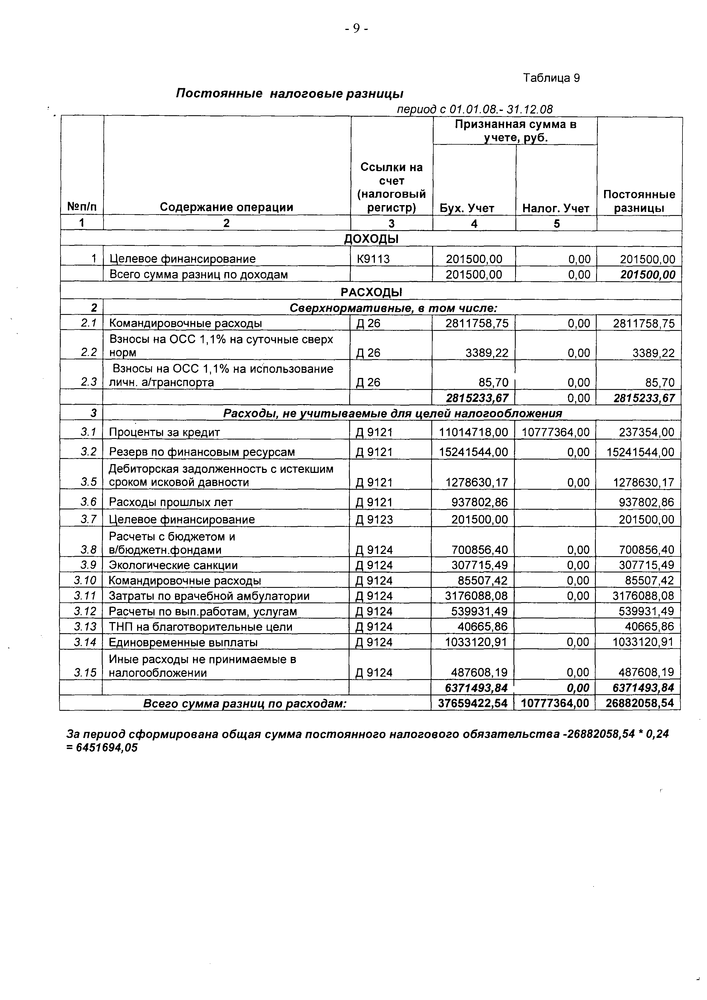 - 9 -
Таблица 9
Постоянные налоговые разницы
период с 01.01.08.- 31.12.08
Признанная сумма в
учете, руб.
Ссылки на
счет
(налоговый
регистр)
Постоянные
разницы
№п/п Содержание операции Бух. Учет Налог. Учет
1 2 3 4 5
ДОХОДЫ
1 Целевое финансирование К9113 201500,00 0,00 201500,00
Всего сумма разниц по доходам 201500,00 0,00 201500,00
РАСХОДЫ
2 Сверхнормативные, в том числе:
2.1 Командировочные расходы Д 26 2811758,75 0,00 2811758,75
Взносы на ОСС 1,1% на суточные сверх
2.2 норм Д 26 3389,22 0,00 3389,22
Взносы на ОСС 1,1% на использование
2.3 личн. а/транспорта Д 26 85,70 0,00 85,70
2815233,67 0,00 2815233,67
3 Расходы, не учитываемые для целей налогообложения
3.1 Проценты за кредит Д 9121 11014718,00 10777364,00 237354,00
3.2 Резерв по финансовым ресурсам Д 9121 15241544,00 0,00 15241544,00
Дебиторская задолженность с истекшим
3.5 сроком исковой давности Д 9121 1278630,17 0,00 1278630,17
3.6 Расходы прошлых лет Д 9121 937802,86 937802,86
3.7 Целевое финансирование Д 9123 201500,00 201500,00
Расчеты с бюджетом и
3.8 в/бюджетн.фондами Д 9124 700856,40 0,00 700856,40
3.9 Экологические санкции Д 9124 307715,49 0,00 307715,49
3.10 Командировочные расходы Д 9124 85507,42 0,00 85507,42
3.11 Затраты по врачебной амбулатории Д 9124 3176088,08 0,00 3176088,08
3.12 Расчеты по вып.работам, услугам Д 9124 539931,49 539931,49
3.13 ТНП на благотворительные цели Д 9124 40665,86 40665,86
3.14 Единовременные выплаты Д 9124 1033120,91 0,00 1033120,91
Иные расходы не принимаемые в
3.15 налогообложении Д 9124 487608,19 0,00 487608,19
6371493,84 0,00 6371493,84
Всего сумма разниц по расходам: 37659422,54 10777364,00 26882058,54
За период сформирована общая сумма постоянного налогового обязательства -26882058,54 * 0,24
= 6451694,05